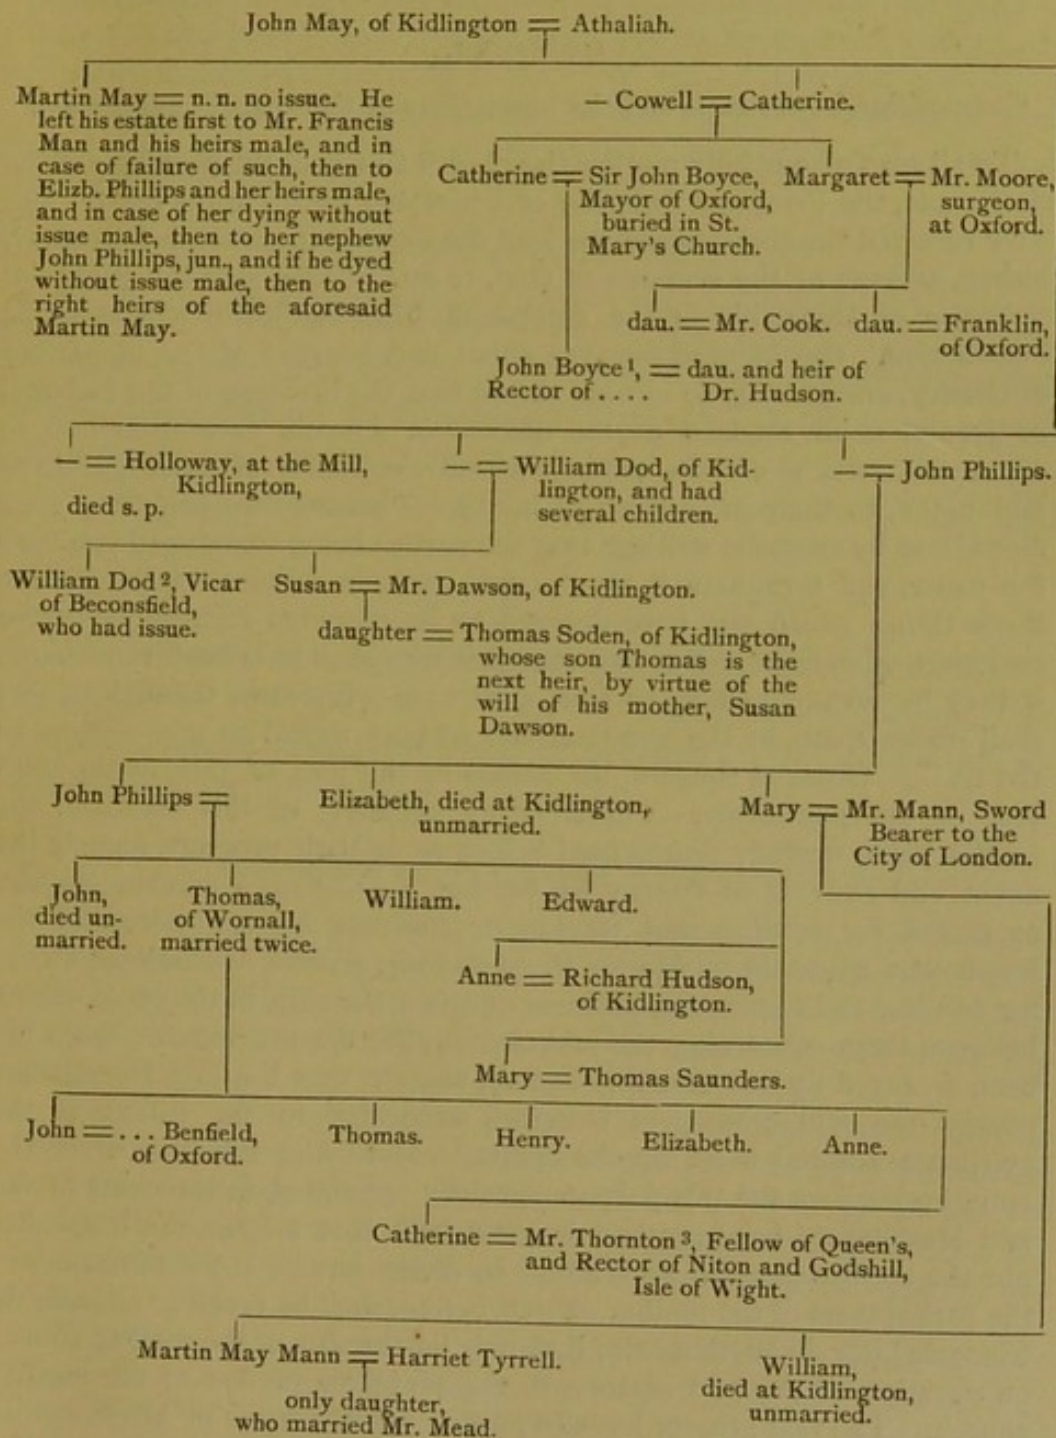 John May, of Kidlington = Athaliah.
Martin May = n. n. no issue. He
left his estate first to Mr. Francis
Man and his heirs male, and in
case of failure of such, then to
Elizb. Phillips and her heirs male,
and in case of her dying without
issue male, then to her nephew
John Phillips, jun., and if he dyed
without issue male, then to the
right heirs of the aforesaid
Martin May.
— Cowell = Catherine.
Catherine = Sir John Boyce,
Mayor of Oxford,
buried in St.
Mary's Church.
Margaret = Mr. Moore,
surgeon,
at Oxford.
dau. = Mr. Cook.
dau. = Franklin,
of Oxford.
John Boyce 1, = dau. and heir of
Rector of .... Dr. Hudson.
— = Holloway, at the Mill,
Kidlington,
died s. p.
— = William Dod, of Kid-
lington, and had
several children.
— = John Phillips.
William Dod 2, Vicar
of Beconsfield,
who had issue.
Susan = Mr. Dawson, of Kidlington.
daughter = Thomas Soden, of Kidlington,
whose son Thomas is the
next heir, by virtue of the
will of his mother, Susan
Dawson.
John Phillips =
Elizabeth, died at Kidlington,
unmarried.
Mary = Mr. Mann, Sword
Bearer to the
City of London.
John,
died un-
married.
Thomas,
of Wornall,
married twice.
William.
Edward.
Anne = Richard Hudson,
of Kidlington.
Mary = Thomas Saunders.
John = ... Benfield,
of Oxford.
Thomas.
Henry.
Elizabeth.
Anne.
Catherine = Mr. Thornton 3, Fellow of Queen's,
and Rector of Niton and Godshill,
Isle of Wight.
Martin May Mann = Harriet Tyrrell.
only daughter,
who married Mr. Mead.
William,
died at Kidlington,
unmarried.